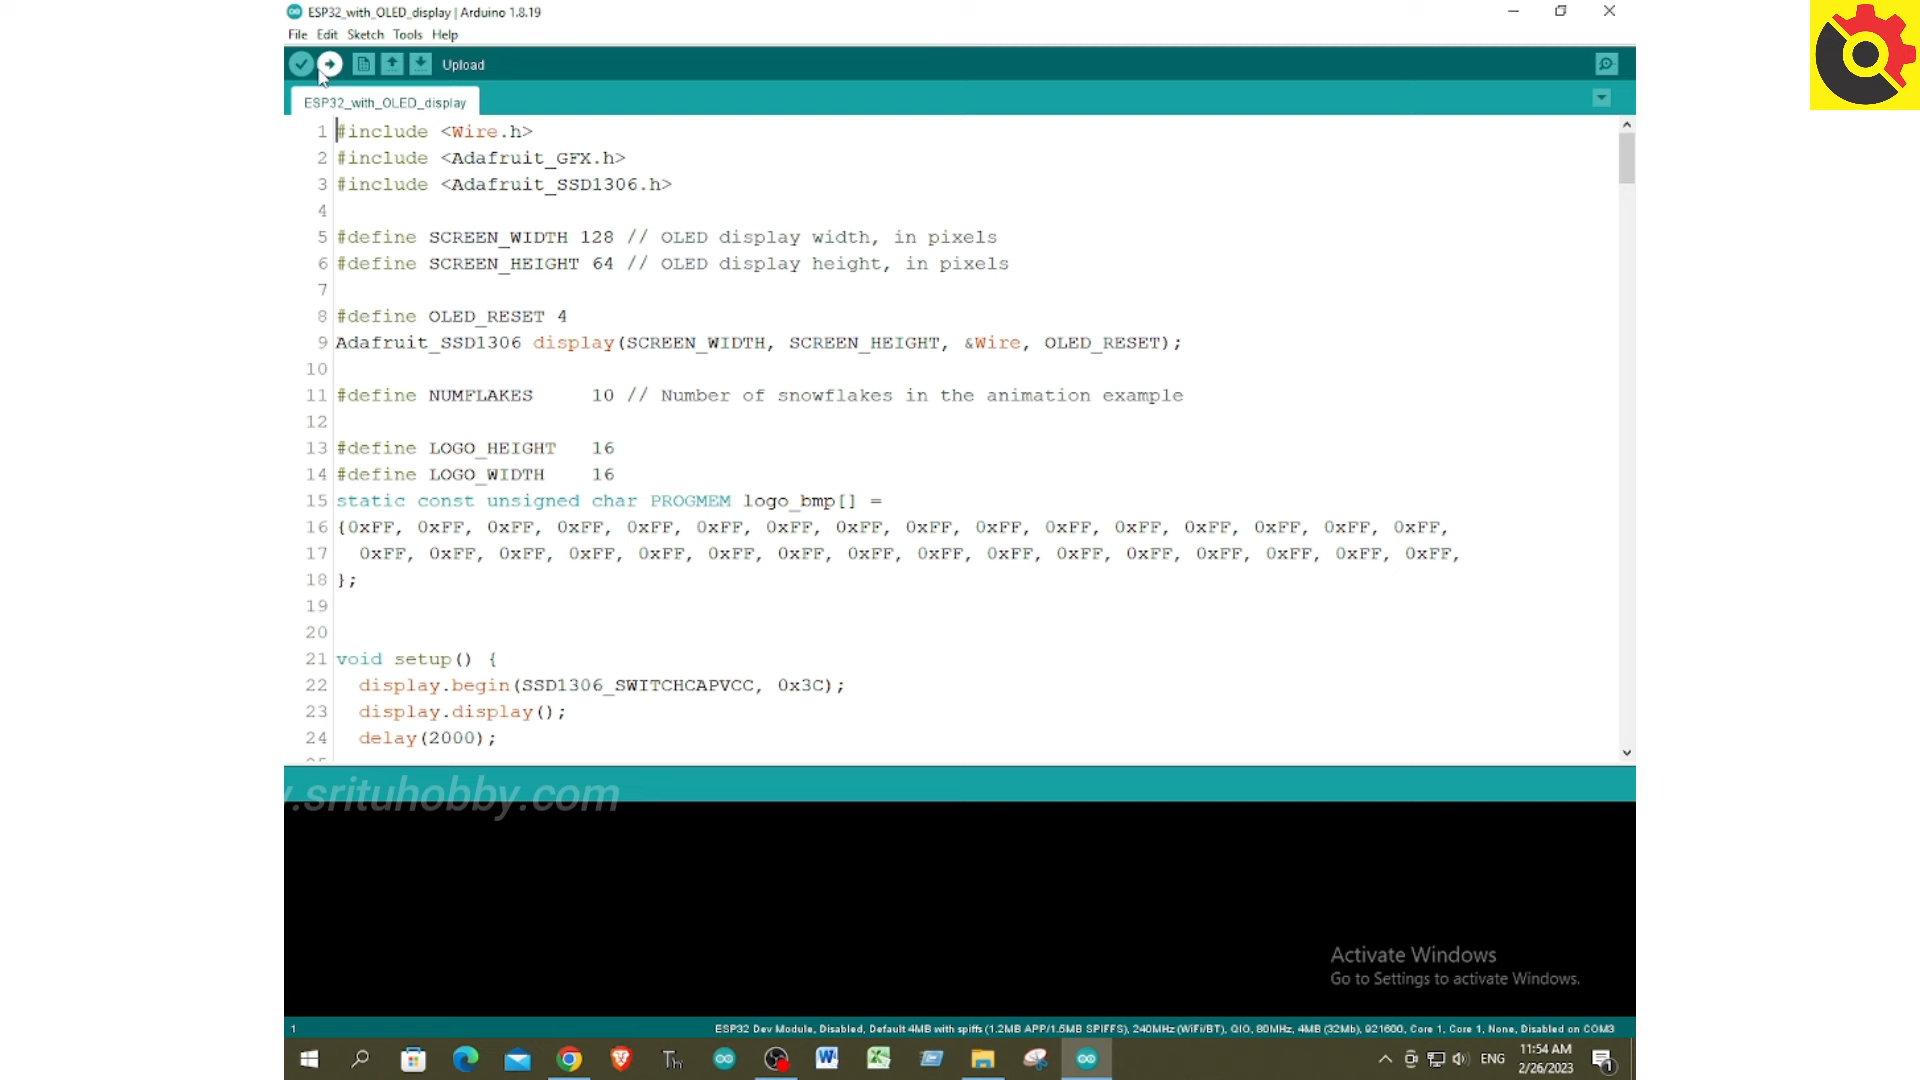 ESP32_with_OLED_display | Arduino 1.8.19
File Edit Sketch Tools Help
Upload
ESP32_with_OLED_display
1 #include <Wire.h>
2 #include <Adafruit_GFX.h>
3 #include <Adafruit_SSD1306.h>
4
5 #define SCREEN_WIDTH 128 // OLED display width, in pixels
6 #define SCREEN_HEIGHT 64 // OLED display height, in pixels
7
8 #define OLED_RESET 4
9 Adafruit_SSD1306 display(SCREEN_WIDTH, SCREEN_HEIGHT, &Wire, OLED_RESET);
10
11 #define NUMFLAKES 10 // Number of snowflakes in the animation example
12
13 #define LOGO_HEIGHT 16
14 #define LOGO_WIDTH 16
15 static const unsigned char PROGMEM logo_bmp[] =
16 {0xFF, 0xFF, 0xFF, 0xFF, 0xFF, 0xFF, 0xFF, 0xFF, 0xFF, 0xFF, 0xFF, 0xFF, 0xFF, 0xFF, 0xFF, 0xFF,
17 0xFF, 0xFF, 0xFF, 0xFF, 0xFF, 0xFF, 0xFF, 0xFF, 0xFF, 0xFF, 0xFF, 0xFF, 0xFF, 0xFF, 0xFF, 0xFF,
18 };
19
20
21 void setup() {
22 display.begin(SSD1306_SWITCHCAPVCC, 0x3C);
23 display.display();
24 delay(2000);
.srituhobby.com
Activate Windows
Go to Settings to activate Windows.
1 ESP32 Dev Module, Disabled, Default 4MB with spiffs (1.2MB APP/1.5MB SPIFFS), 240MHz (WiFi/BT), QIO, 80MHz, 4MB (32Mb), 921600, Core 1, Core 1, None, Disabled on COM3
ENG
11:54 AM
2/26/2023
1